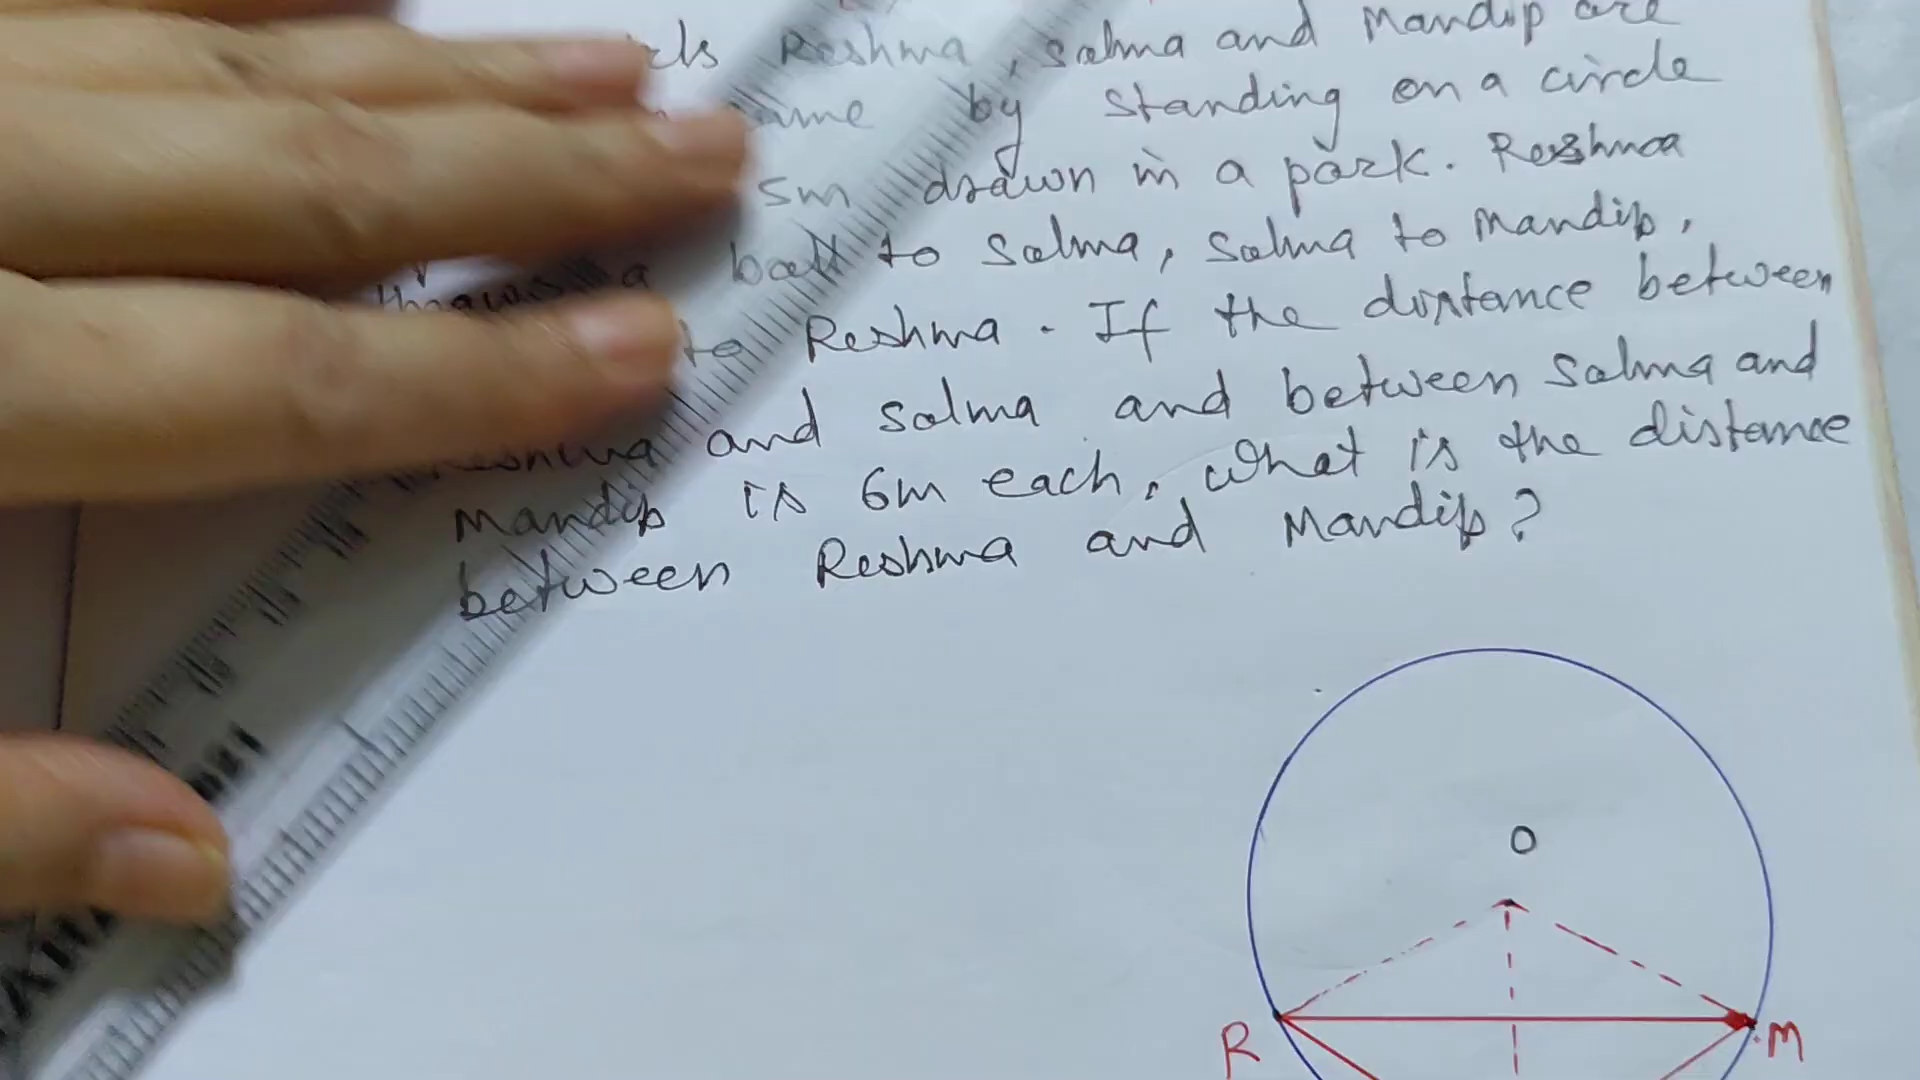 Reshma, Salma and Mandip are
by standing on a circle
5m drawn in a park. Reshma
a ball to Salma, Salma to Mandip,
to Reshma. If the distance between
and Salma and between Salma and
Mandip is 6m each, what is the distance
between Reshma and Mandip?
O
R
M